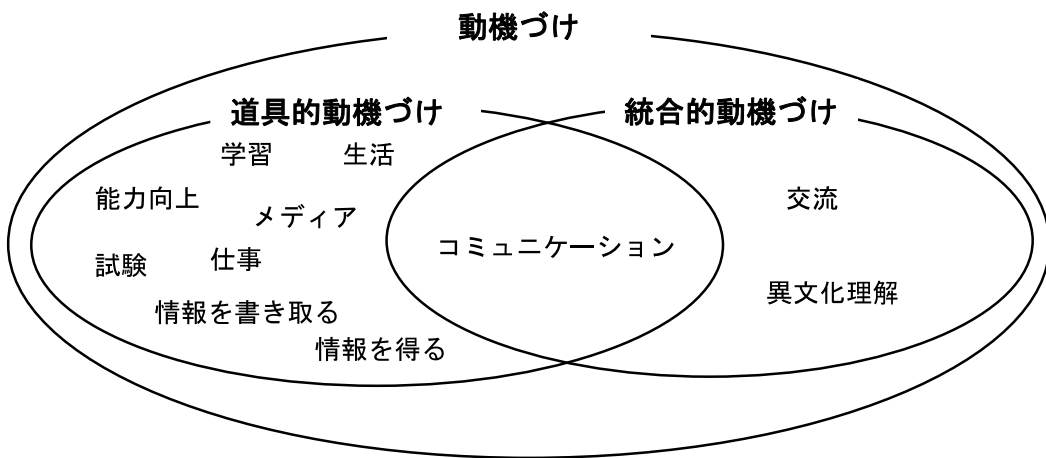 動機づけ
道具的動機づけ
統合的動機づけ
学習
生活
能力向上
メディア
交流
コミュニケーション
試験
仕事
異文化理解
情報を書き取る
情報を得る